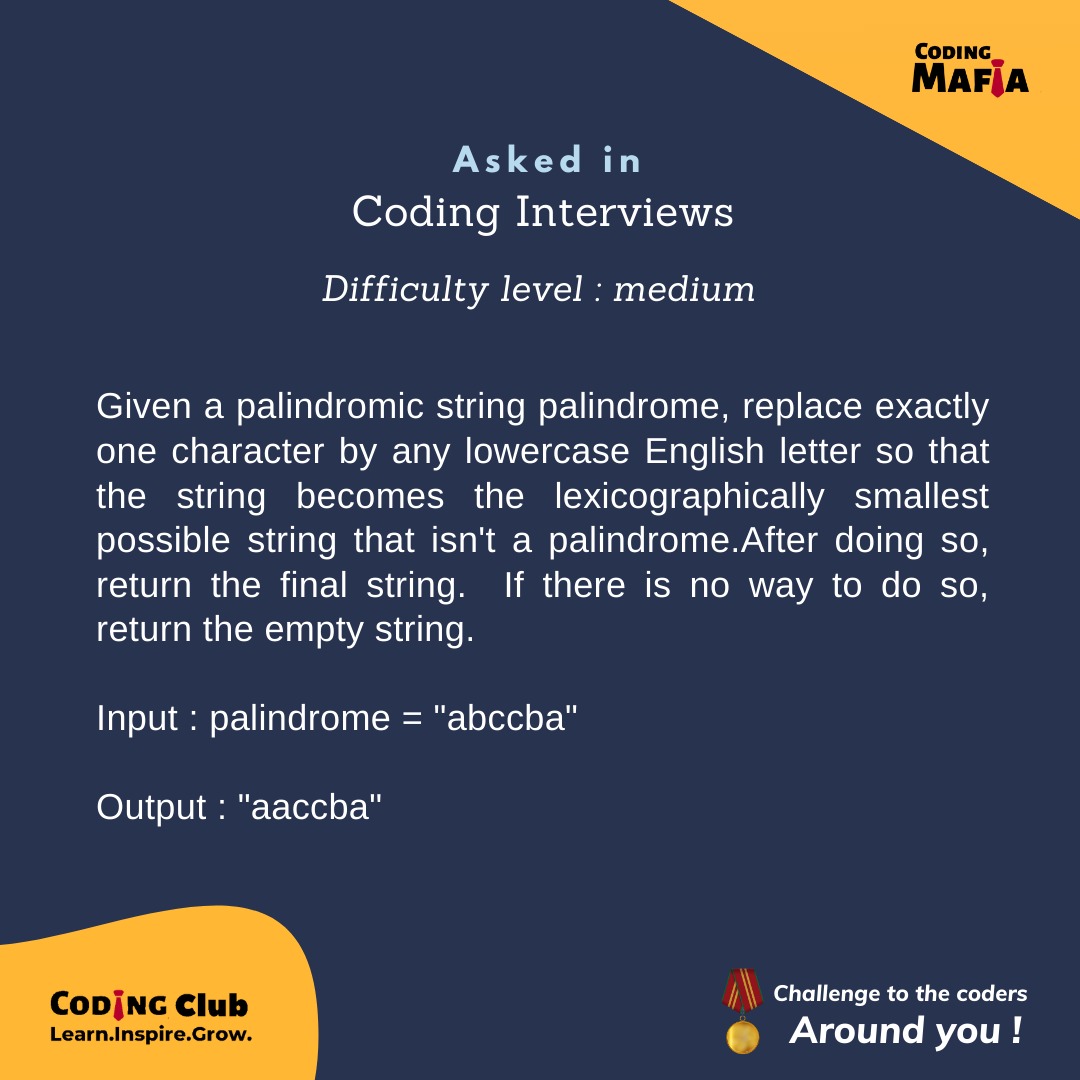 CODING
MAFIA
Asked in
Coding Interviews
Difficulty level : medium
Given a palindromic string palindrome, replace exactly
one character by any lowercase English letter so that
the string becomes the lexicographically smallest
possible string that isn't a palindrome.After doing so,
return the final string.  If there is no way to do so,
return the empty string.
Input : palindrome = "abccba"
Output : "aaccba"
CODING Club
Learn.Inspire.Grow.
Challenge to the coders
Around you !